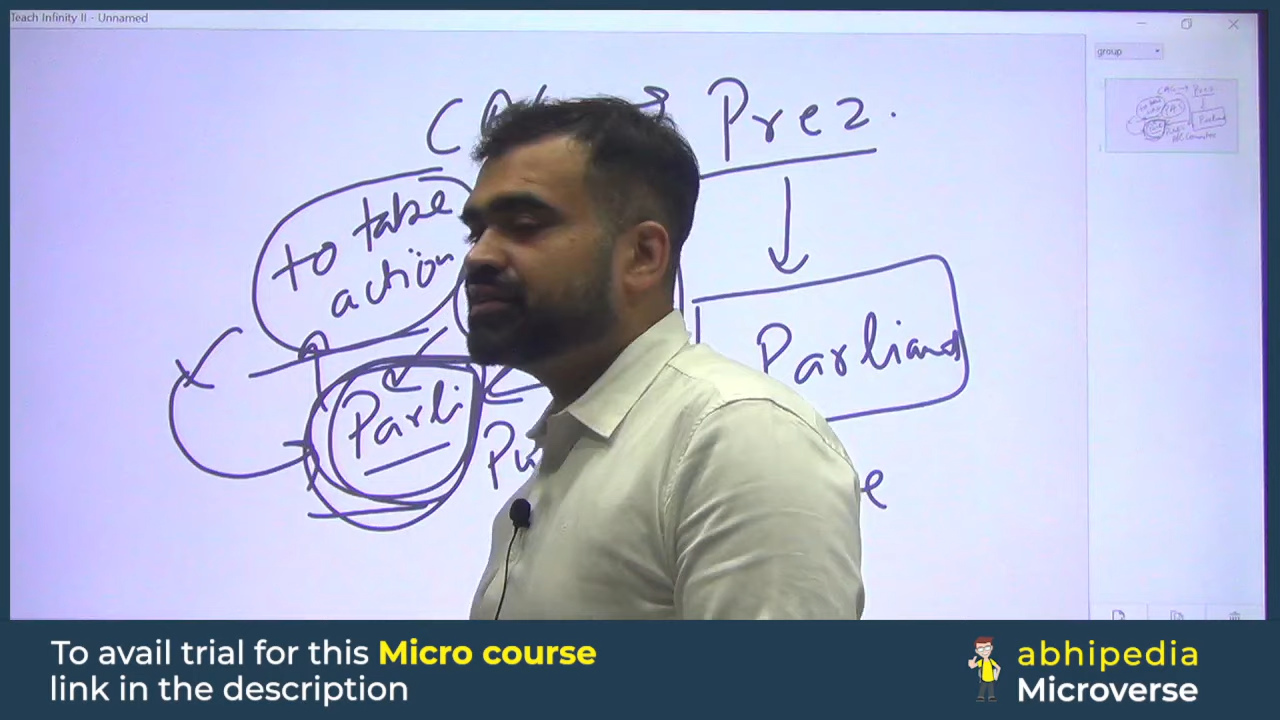 Teach Infinity II - Unnamed
group
Prez.
to take
action
Parliamt
Parli
To avail trial for this Micro course
link in the description
abhipedia
Microverse